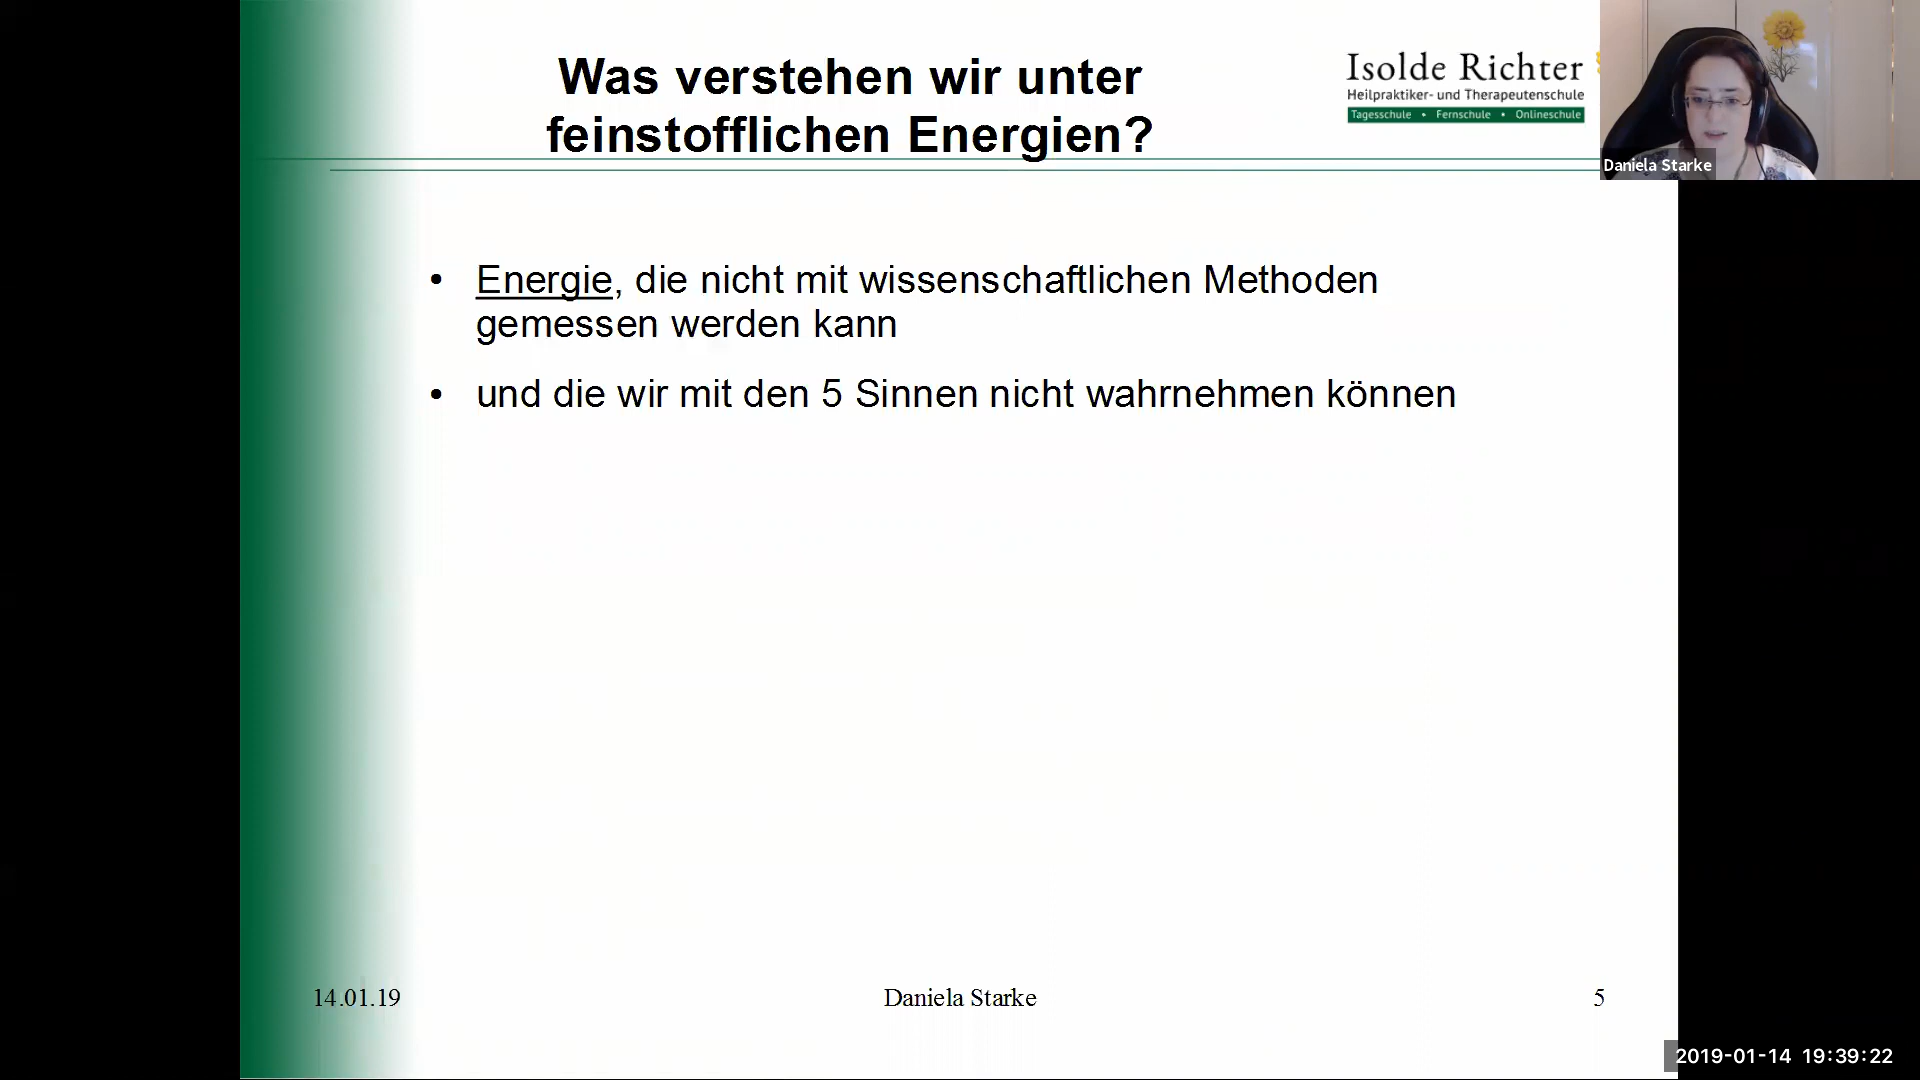 Was verstehen wir unter
feinstofflichen Energien?
Isolde Richter
Heilpraktiker- und Therapeutenschule
Tagesschule • Fernschule • Onlineschule
Daniela Starke
• Energie, die nicht mit wissenschaftlichen Methoden
gemessen werden kann
• und die wir mit den 5 Sinnen nicht wahrnehmen können
14.01.19
Daniela Starke
5
2019-01-14 19:39:22